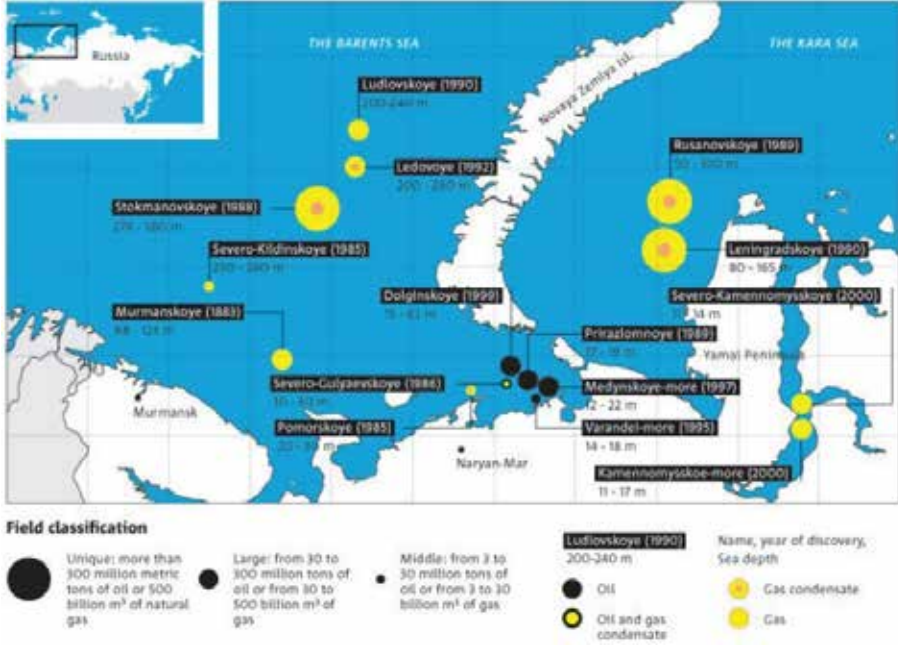 Russia
THE BARENTS SEA
THE KARA SEA
Novaya Zemlya isl.
Ludlovskoye (1990)
200-240 m
Ledovoye (1992)
Rusanovskoye (1989)
Stokmanovskoye (1988)
Severo-Kildinskoye (1985)
Leningradskoye (1990)
80 - 165 m
Dolginskoye (1999)
Severo-Kamennomysskoye (2000)
14 m
Murmanskoye (1883)
Prirazlomnoye (1989)
Yamal Peninsula
Severo-Gulyaevskoye (1986)
Medynskoye-more (1997)
12 - 22 m
Murmansk
Pomorskoye (1985)
Varandei-more (1995)
14 - 18 m
Naryan-Mar
Kamennomysskoe-more (2000)
11 - 17 m
Field classification
Unique: more than
300 million metric
tons of oil or 500
billion m³ of natural
gas
Large: from 30 to
300 million tons of
oil or from 30 to
500 billion m³ of
gas
Middle: from 3 to
30 million tons of
oil or from 3 to 30
billion m³ of gas
Ludlovskoye (1990)
200-240 m
Name, year of discovery,
Sea depth
Oil
Gas condensate
Oil and gas
condensate
Gas